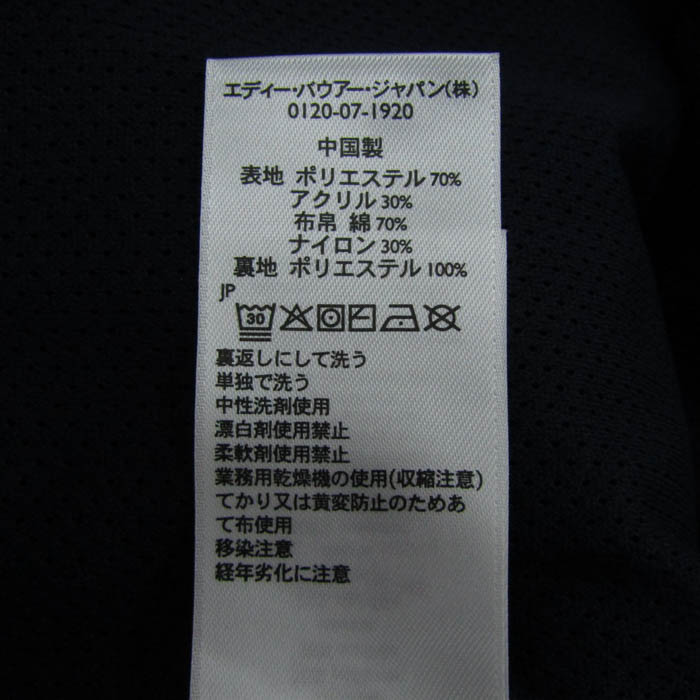 エディー・バウアー・ジャパン(株)
0120-07-1920
中国製
表地 ポリエステル 70%
アクリル 30%
布帛 綿 70%
ナイロン 30%
裏地 ポリエステル 100%
JP
30
裏返しにして洗う
単独で洗う
中性洗剤使用
漂白剤使用禁止
柔軟剤使用禁止
業務用乾燥機の使用(収縮注意)
てかり又は黄変防止のためあ
て布使用
移染注意
経年劣化に注意